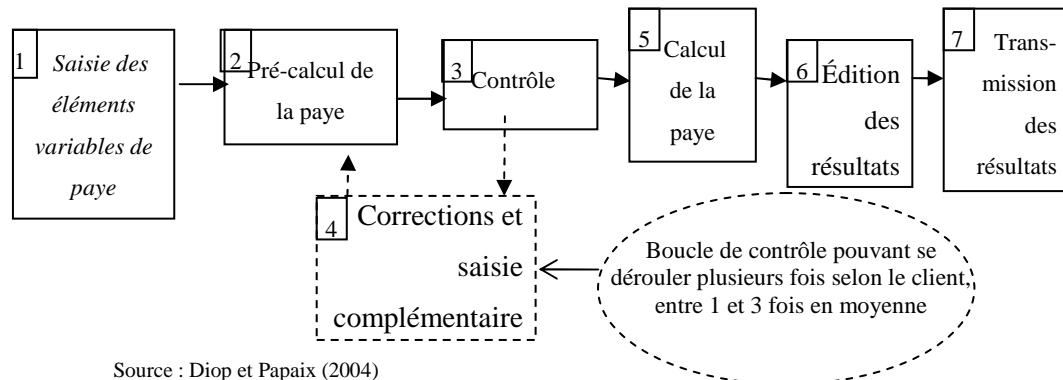 1
Saisie des
éléments
variables de
paye
2
Pré-calcul de
la paye
3
Contrôle
5
Calcul
de la
paye
6
Édition
des
résultats
7
Trans-
mission
des
résultats
4
Corrections et
saisie
complémentaire
Boucle de contrôle pouvant se
dérouler plusieurs fois selon le client,
entre 1 et 3 fois en moyenne
Source : Diop et Papaix (2004)